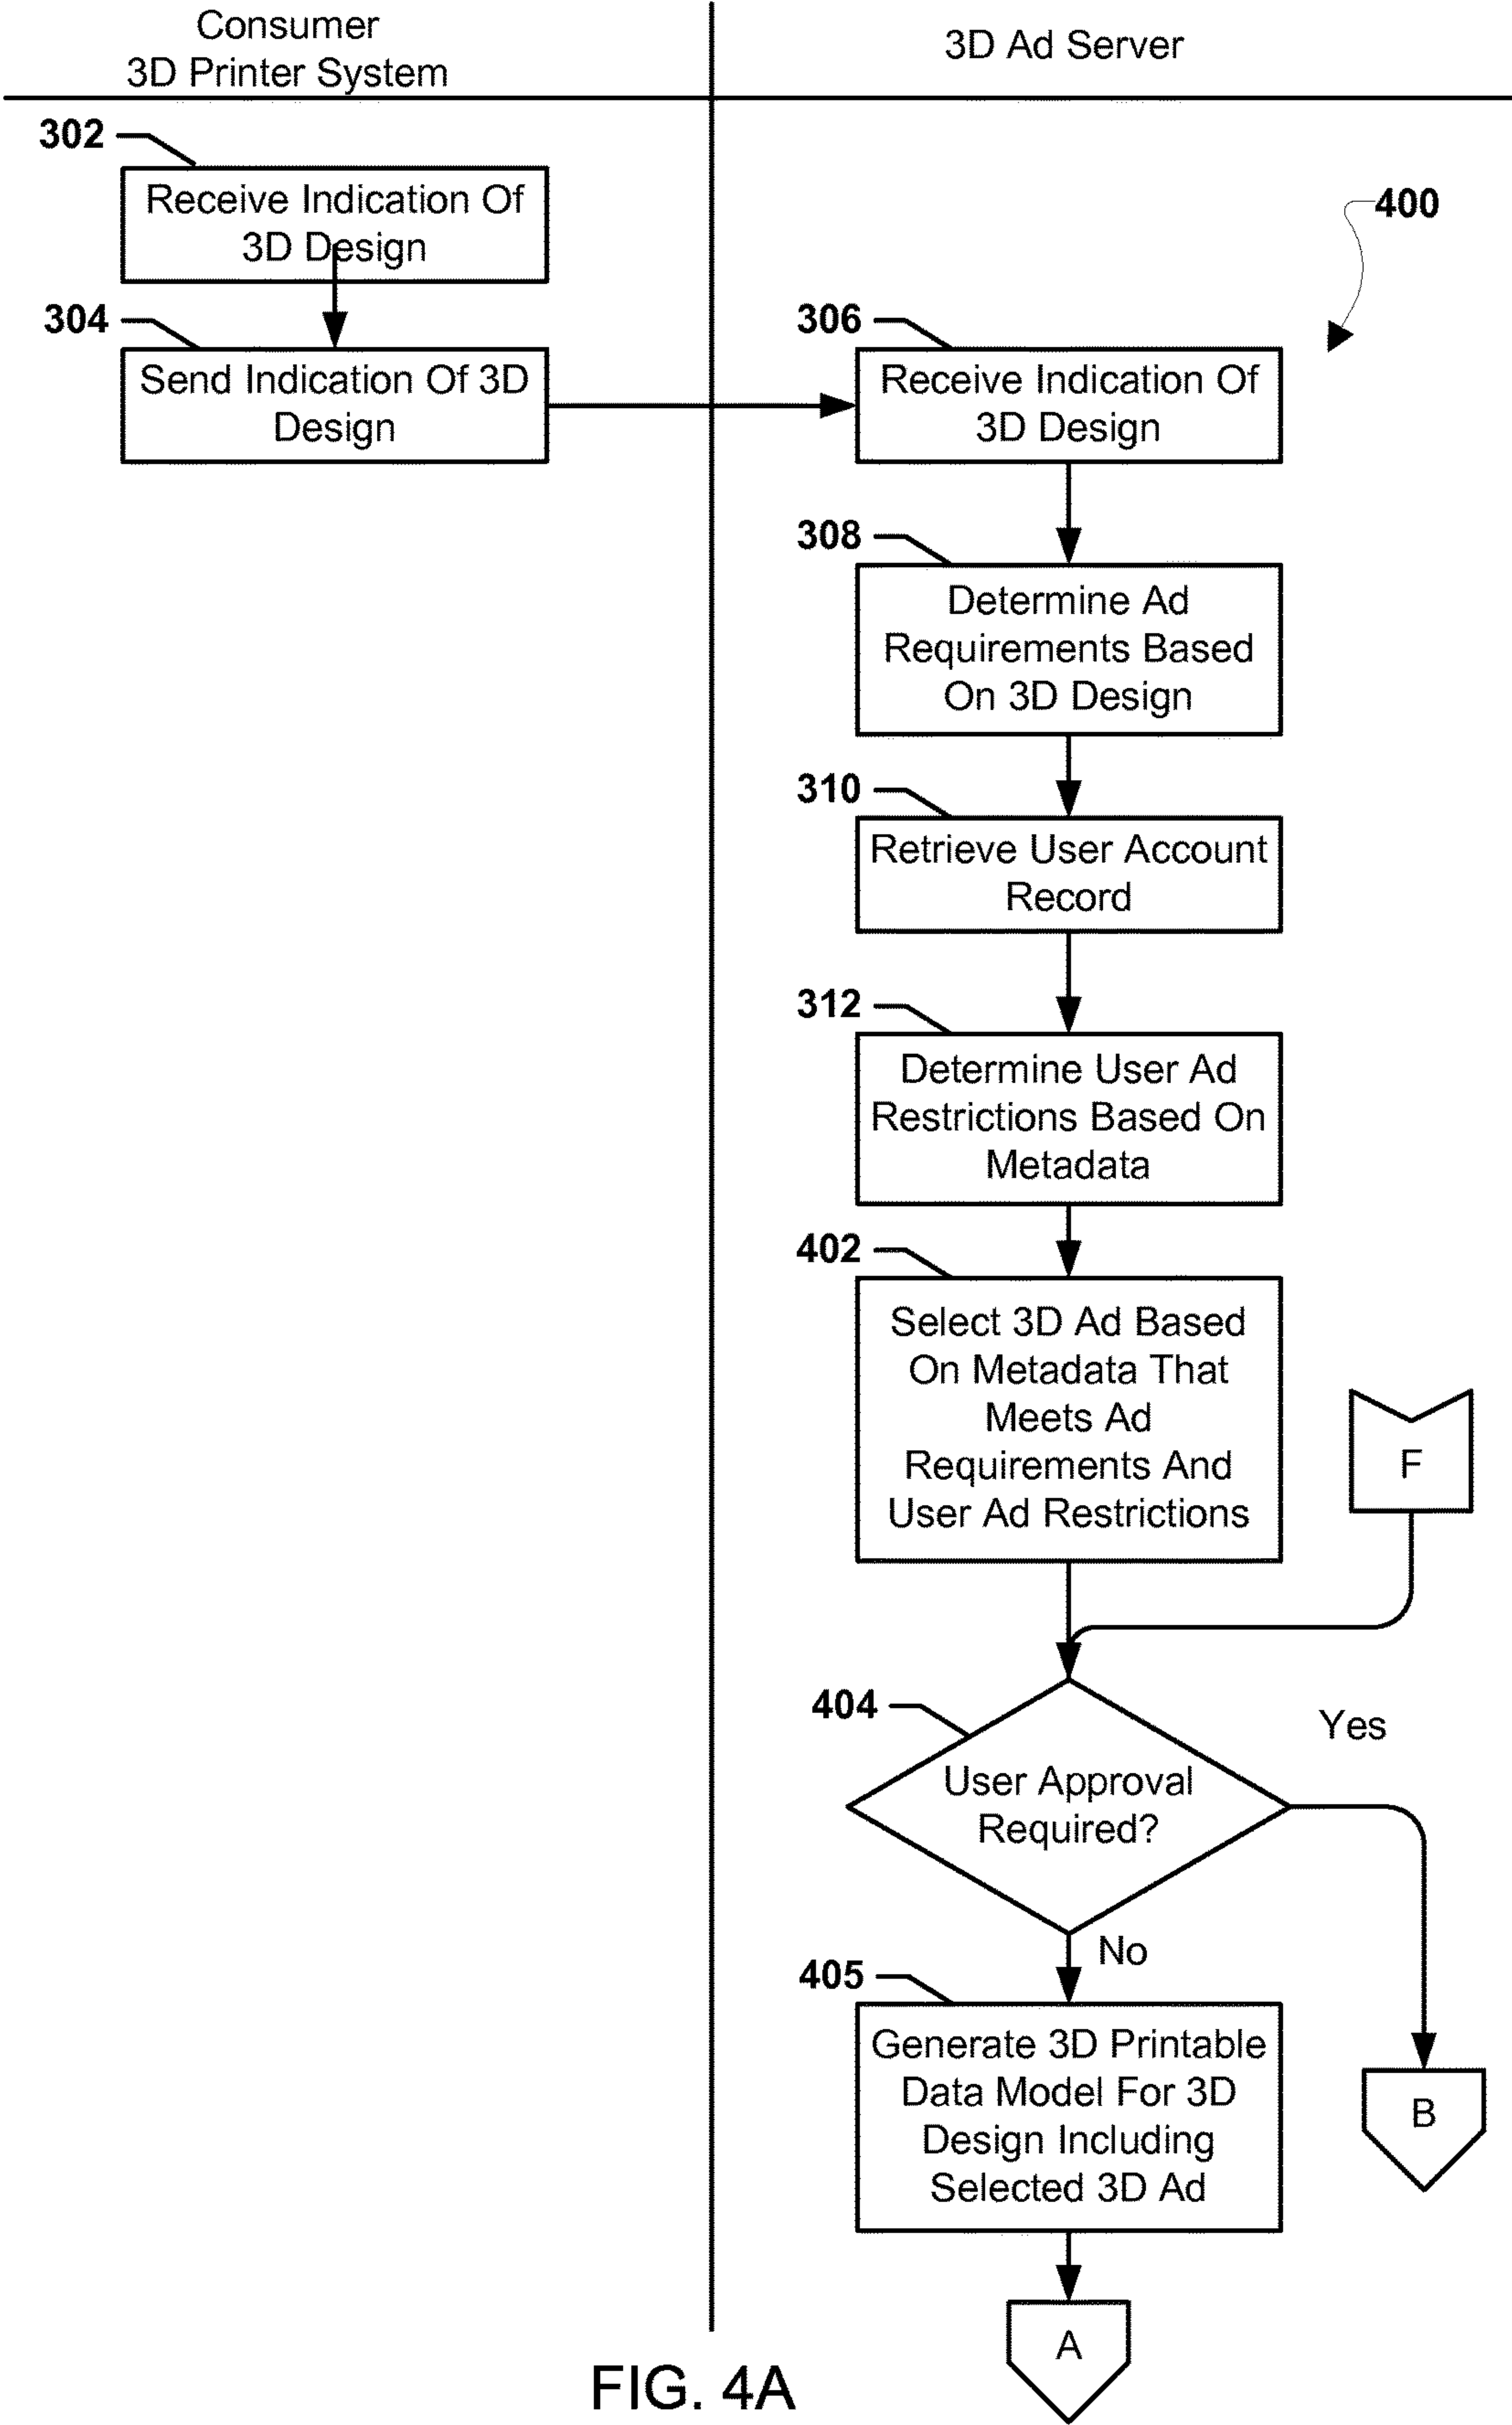 Consumer
3D Printer System
3D Ad Server
302
Receive Indication Of
3D Design
400
304
Send Indication Of 3D
Design
306
Receive Indication Of
3D Design
308
Determine Ad
Requirements Based
On 3D Design
310
Retrieve User Account
Record
312
Determine User Ad
Restrictions Based On
Metadata
402
Select 3D Ad Based
On Metadata That
Meets Ad
Requirements And
User Ad Restrictions
F
404
User Approval
Required?
Yes
No
405
Generate 3D Printable
Data Model For 3D
Design Including
Selected 3D Ad
B
A
FIG. 4A